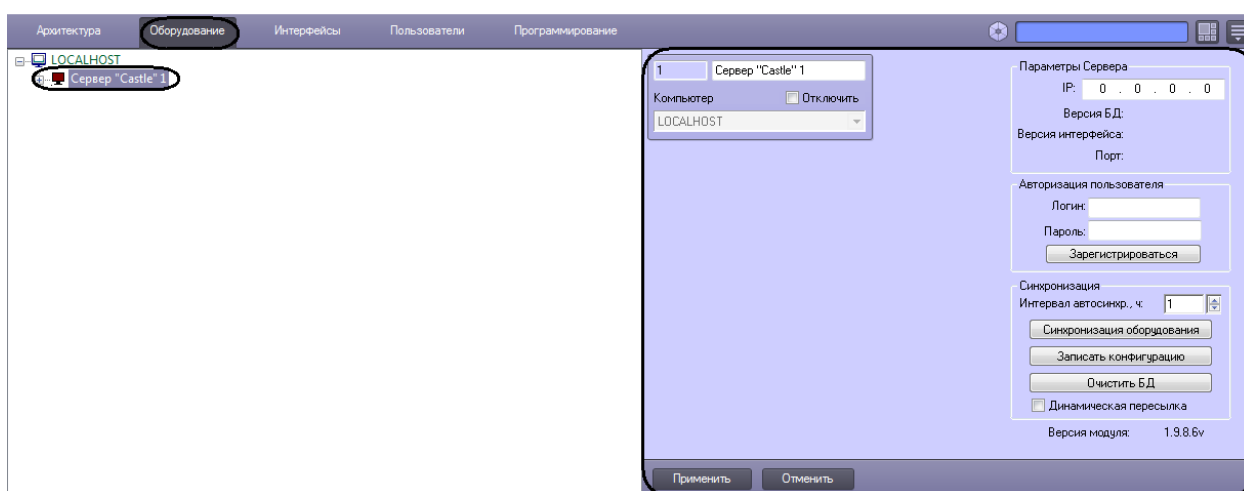 Архитектура Оборудование Интерфейсы Пользователи Программирование
LOCALHOST
Сервер "Castle" 1
1 Сервер "Castle" 1
Компьютер Отключить
LOCALHOST
Параметры Сервера
IP: 0 . 0 . 0 . 0
Версия БД:
Версия интерфейса:
Порт:
Авторизация пользователя
Логин:
Пароль:
Зарегистрироваться
Синхронизация
Интервал автосинхр., ч: 1
Синхронизация оборудования
Записать конфигурацию
Очистить БД
Динамическая пересылка
Версия модуля: 1.9.8.6v
Применить Отменить